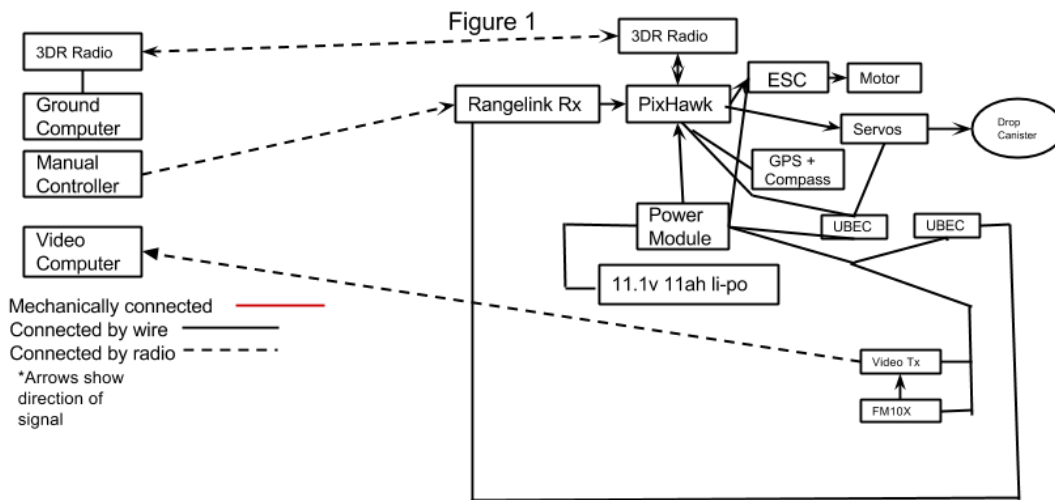 Figure 1
3DR Radio
3DR Radio
ESC
Motor
Ground
Computer
Rangelink Rx
PixHawk
Servos
Drop
Canister
Manual
Controller
GPS +
Compass
Power
Module
UBEC
UBEC
Video
Computer
11.1v 11ah li-po
Mechanically connected
Connected by wire
Connected by radio
*Arrows show
direction of
signal
Video Tx
FM10X